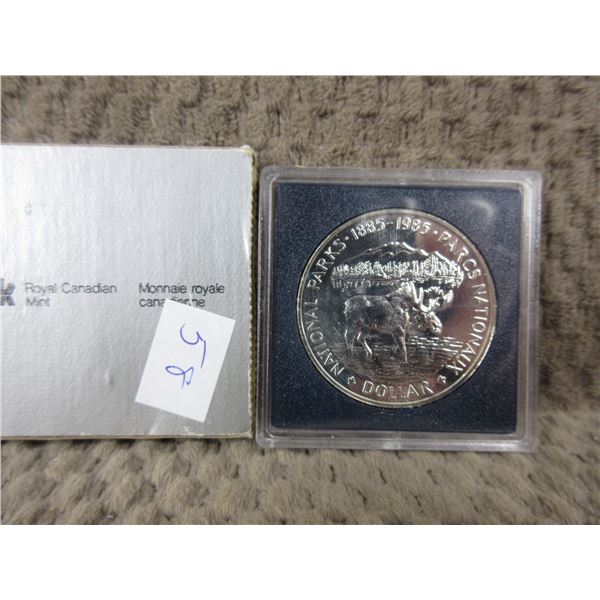 Royal Canadian Mint
Monnaie royale canadienne
58
NATIONAL PARKS · 1885-1985 · PARCS NATIONAUX
DOLLAR